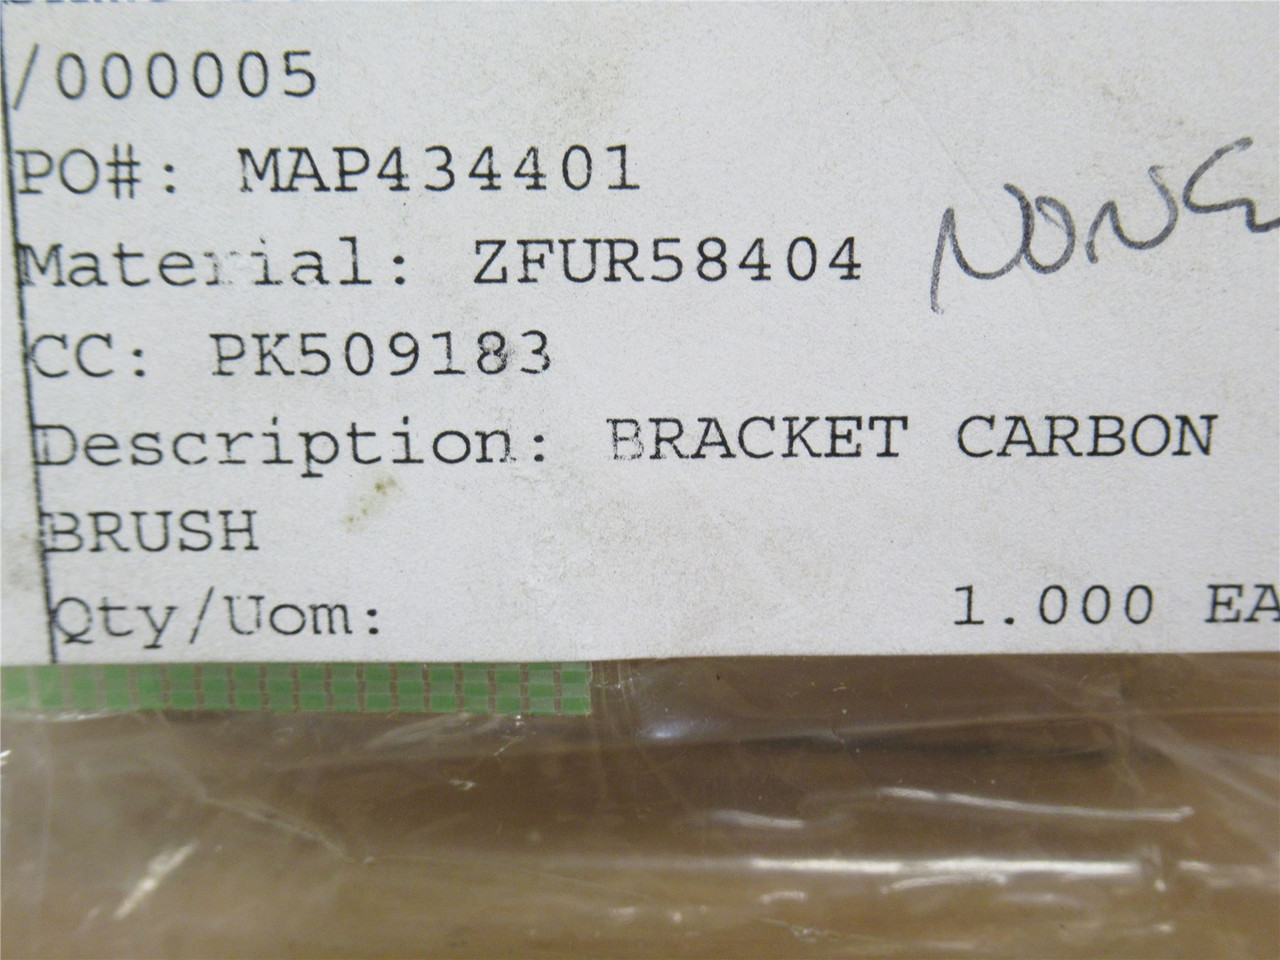 /000005
PO#: MAP434401
Material: ZFUR58404
CC: PK509183
Description: BRACKET CARBON
BRUSH
Qty/Uom: 1.000 EA